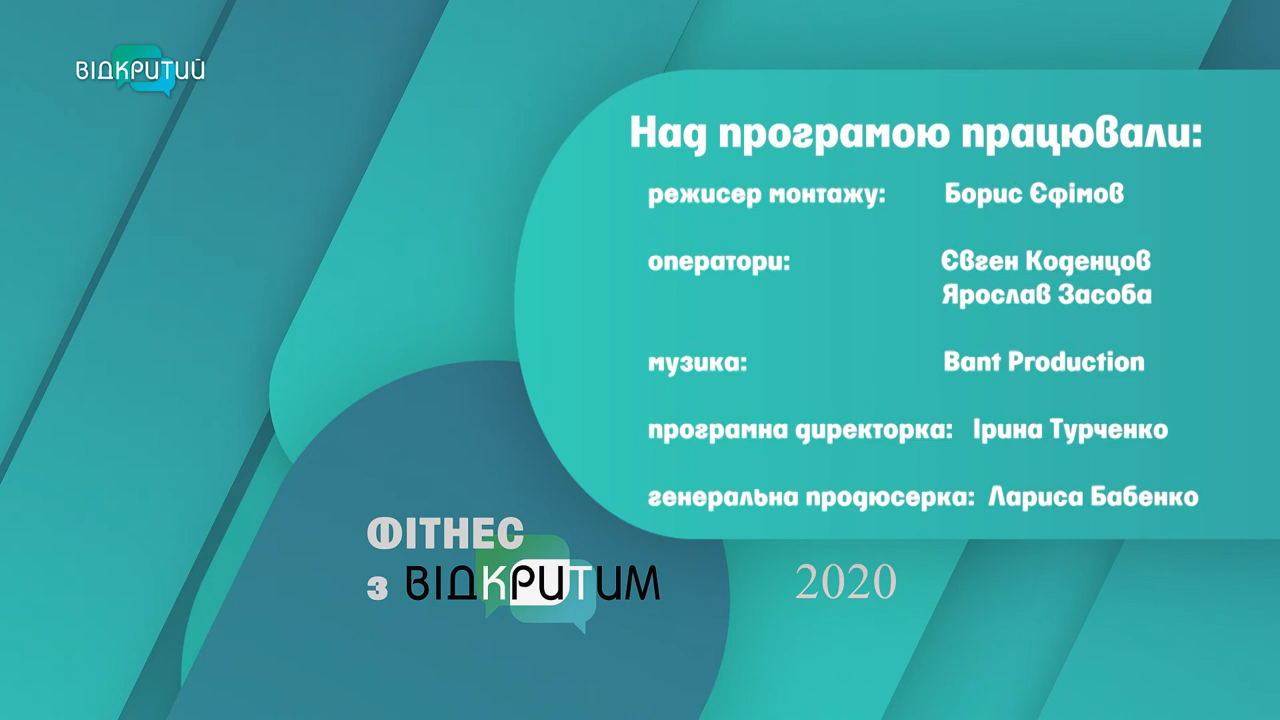 ВІДКРИТИЙ
Над програмою працювали:
режисер монтажу: Борис Єфімов
оператори: Євген Коденцов
Ярослав Засоба
музика: Bant Production
програмна директорка: Ірина Турченко
генеральна продюсерка: Лариса Бабенко
ФІТНЕС
з ВІДКРИТИМ
2020